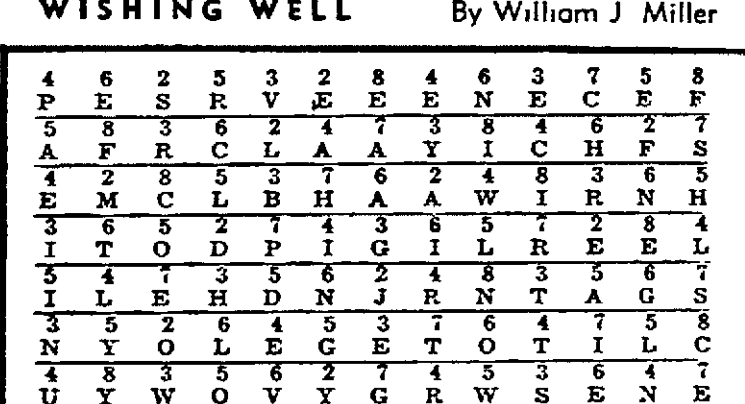 WISHING WELL By William J Miller
4 6 2 5 3 2 8 4 6 3 7 5 8
P E S R V E E E N E C E F
5 8 3 6 2 4 7 3 8 4 6 2 7
A F R C L A A Y I C H F S
4 2 8 5 3 7 6 2 4 8 3 6 5
E M C L B H A A W I R N H
3 6 5 2 7 4 3 6 5 7 2 8 4
I T O D P I G I L R E E L
5 4 7 3 5 6 2 4 8 3 5 6 7
I L E H D N J R N T A G S
3 5 2 6 4 5 3 7 6 4 7 5 8
N Y O L E G E T O T I L C
4 8 3 5 6 2 7 4 5 3 6 4 7
U Y W O V Y G R W S E N E